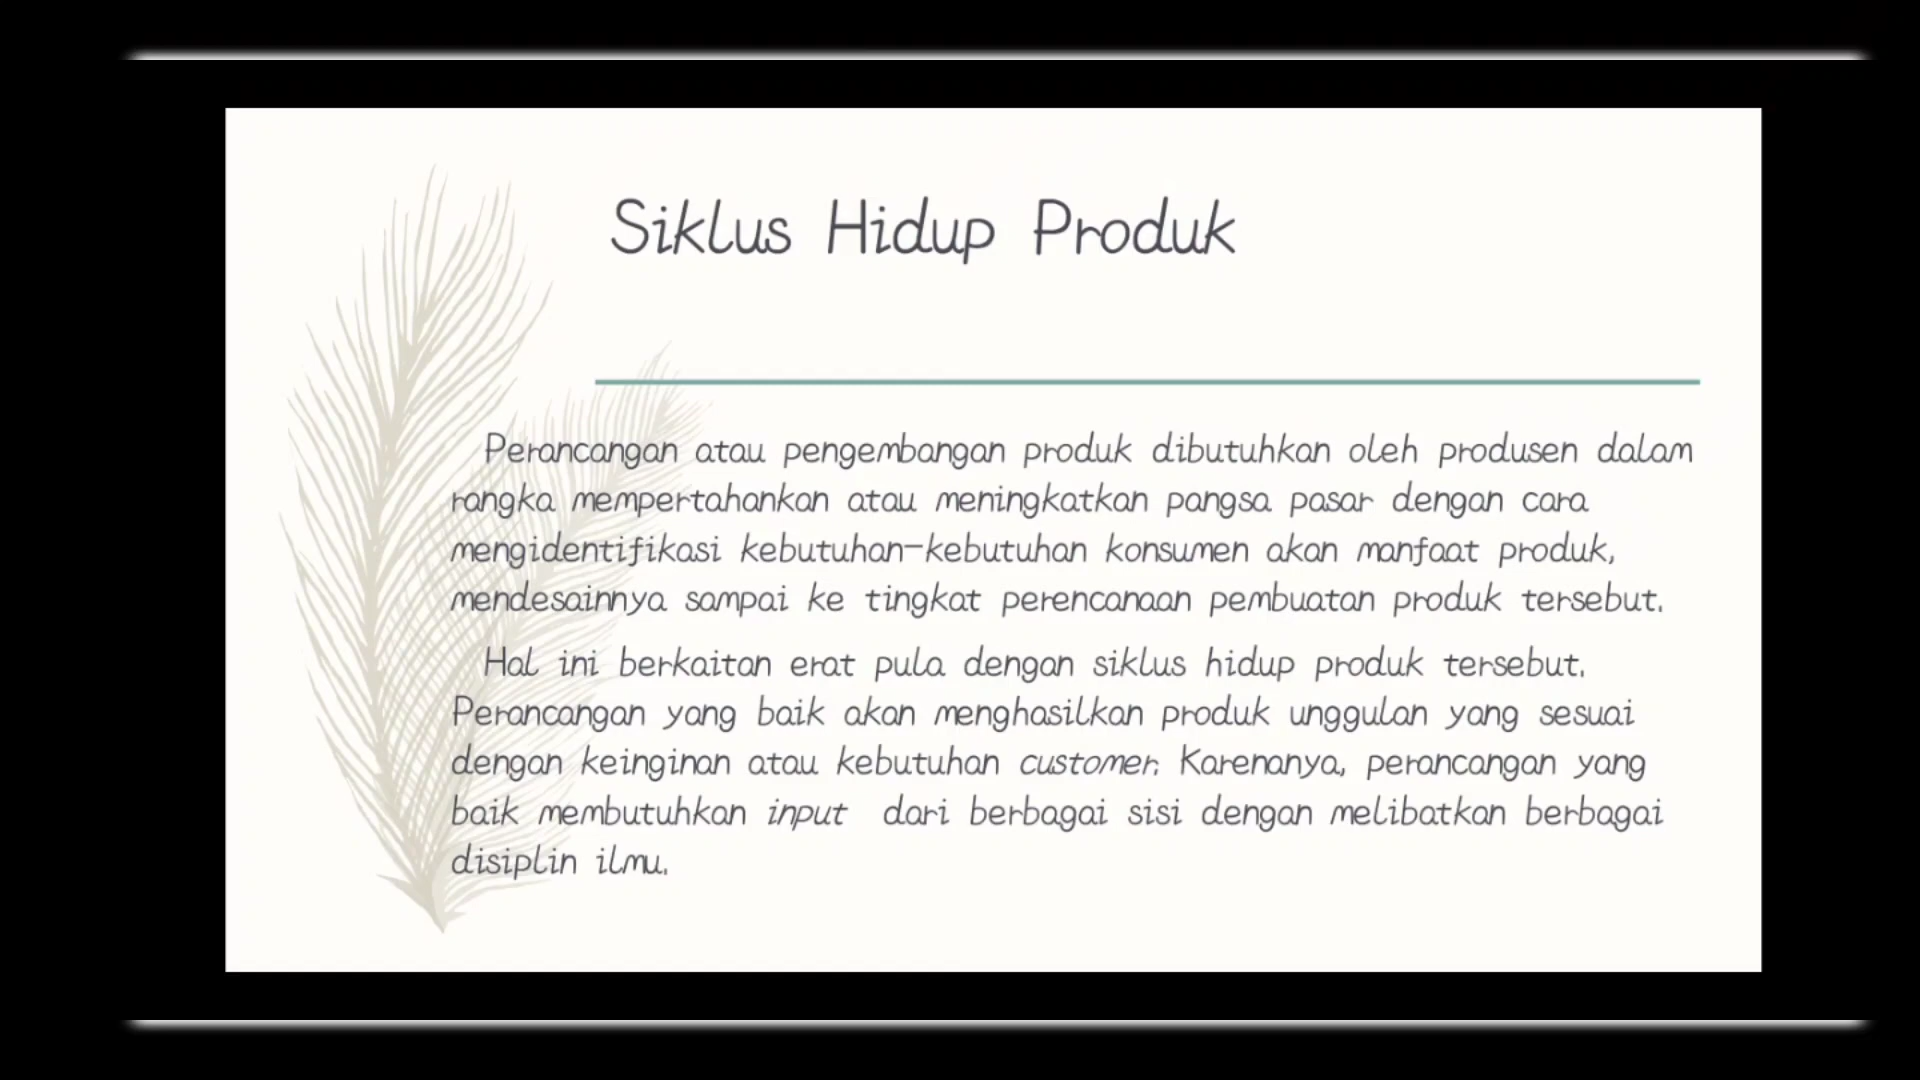 Siklus Hidup Produk
Perancangan atau pengembangan produk dibutuhkan oleh produsen dalam
rangka mempertahankan atau meningkatkan pangsa pasar dengan cara
mengidentifikasi kebutuhan-kebutuhan konsumen akan manfaat produk,
mendesainnya sampai ke tingkat perencanaan pembuatan produk tersebut.
Hal ini berkaitan erat pula dengan siklus hidup produk tersebut.
Perancangan yang baik akan menghasilkan produk unggulan yang sesuai
dengan keinginan atau kebutuhan customer. Karenanya, perancangan yang
baik membutuhkan input dari berbagai sisi dengan melibatkan berbagai
disiplin ilmu.